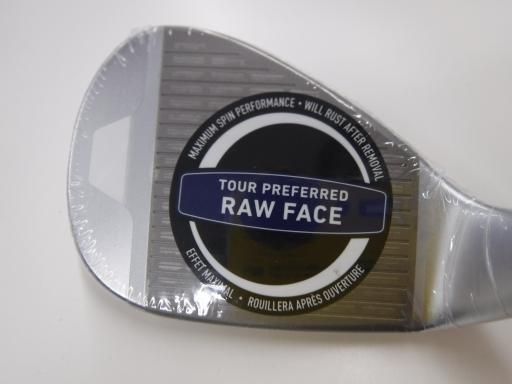 MAXIMUM SPIN PERFORMANCE • WILL RUST AFTER REMOVAL
TOUR PREFERRED
RAW FACE
EFFET MAXIMAL • ROUILLERA APRÈS OUVERTURE